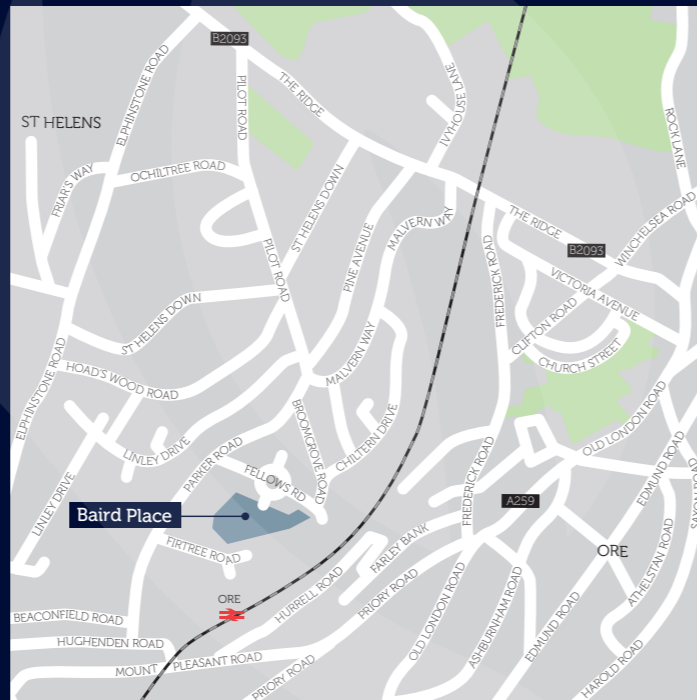 B2093
ELPHINSTONE ROAD
PILOT ROAD
THE RIDGE
IVYHOUSE LANE
ROCK LANE
ST HELENS
FRIAR'S WAY
OCHILTREE ROAD
ST HELENS DOWN
PINE AVENUE
MALVERN WAY
FREDERICK ROAD
THE RIDGE
WINCHELSEA ROAD
B2093
PILOT ROAD
VICTORIA AVENUE
CLIFTON ROAD
CHURCH STREET
ST HELENS DOWN
ELPHINSTONE ROAD
HOAD'S WOOD ROAD
MALVERN WAY
BROOMGROVE ROAD
CHILTERN DRIVE
OLD LONDON ROAD
LINLEY DRIVE
PARKER ROAD
FELLOWS RD
FREDERICK ROAD
EDMUND ROAD
LINLEY DRIVE
Baird Place
A259
FIRTREE ROAD
FARLEY BANK
ORE
ORE
HURRELL ROAD
PRIORY ROAD
ATHELSTAN ROAD
BEACONFIELD ROAD
HUGHENDEN ROAD
MOUNT PLEASANT ROAD
PRIORY ROAD
OLD LONDON ROAD
ASHBURNHAM ROAD
EDMUND ROAD
HAROLD ROAD